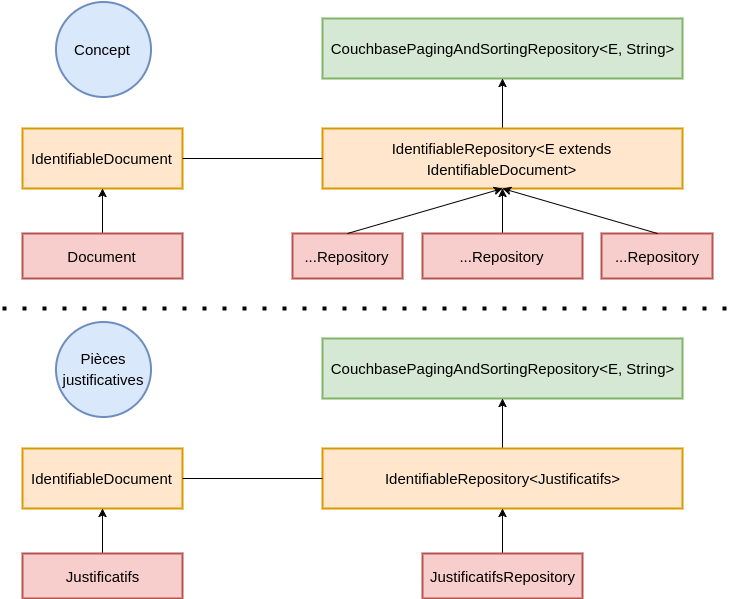 Concept
CouchbasePagingAndSortingRepository<E, String>
IdentifiableDocument
IdentifiableRepository<E extends
IdentifiableDocument>
Document
...Repository
...Repository
...Repository
Pièces
justificatives
CouchbasePagingAndSortingRepository<E, String>
IdentifiableDocument
IdentifiableRepository<Justificatifs>
Justificatifs
JustificatifsRepository